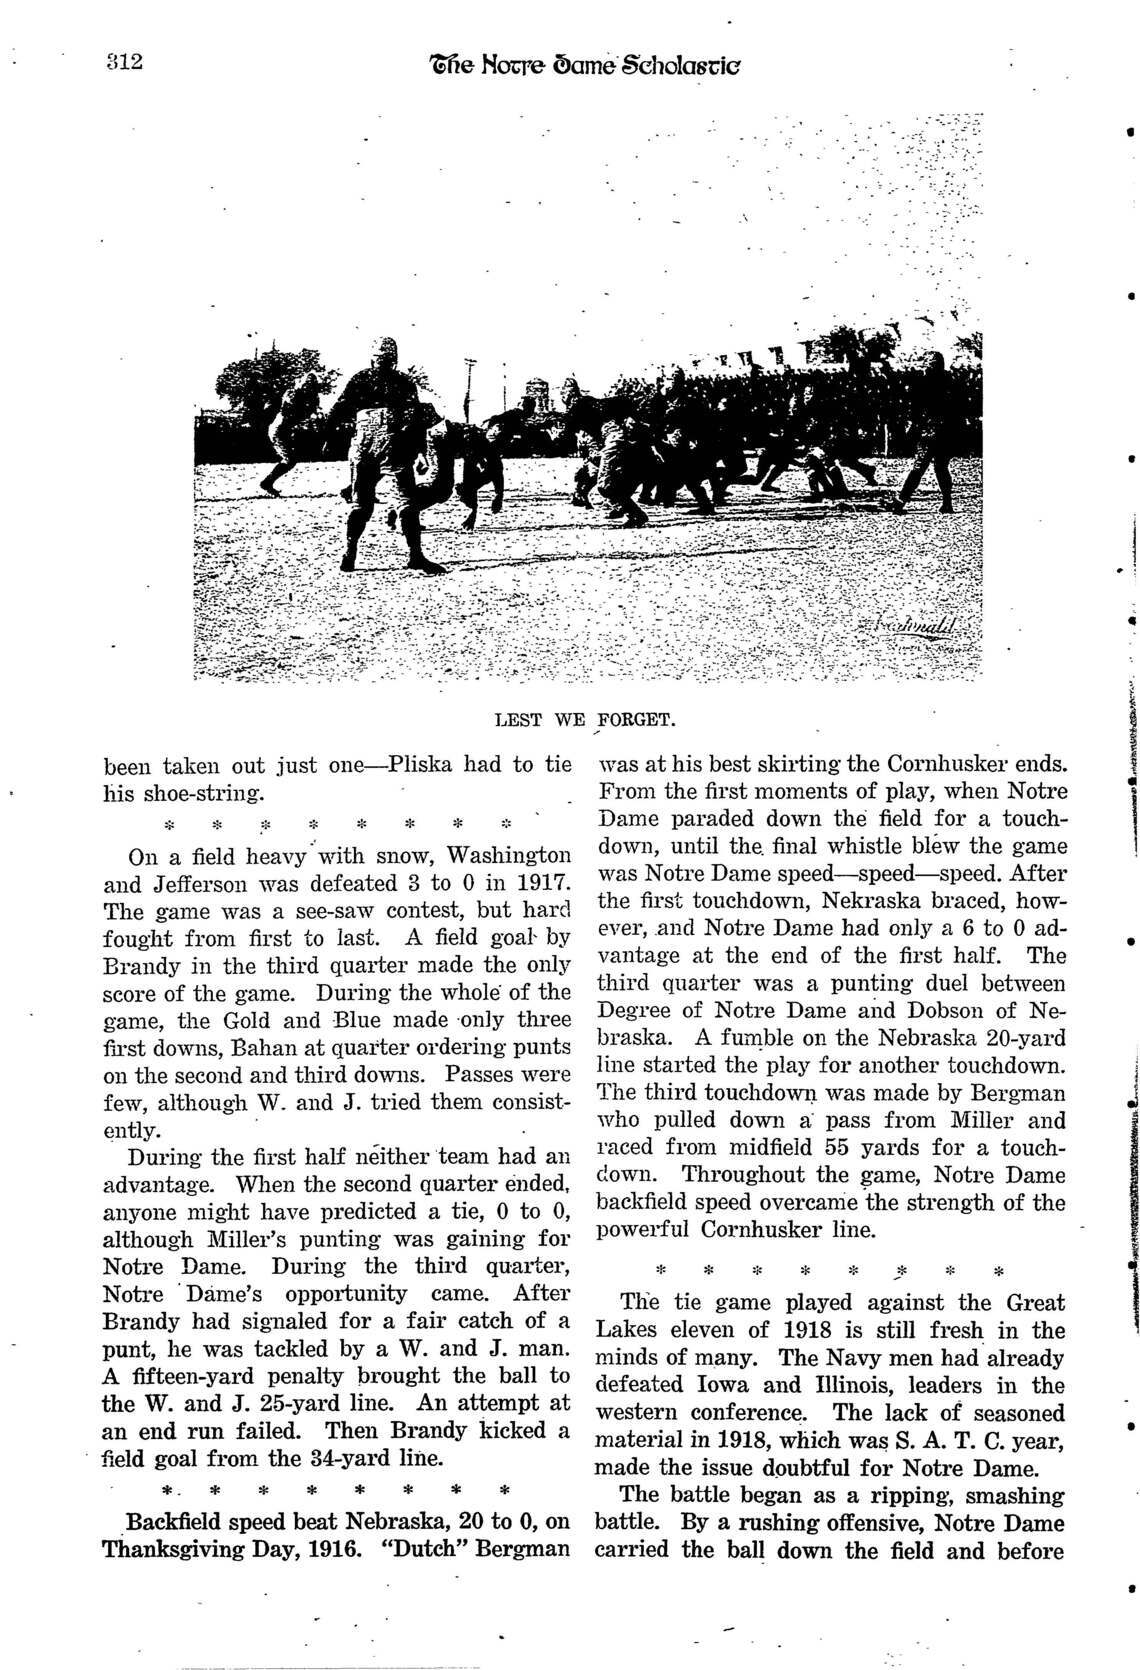 312
The Notre Dame Scholastic
LEST WE FORGET.
been taken out just one—Pliska had to tie
his shoe-string.
* * * * * * * *
On a field heavy with snow, Washington
and Jefferson was defeated 3 to 0 in 1917.
The game was a see-saw contest, but hard
fought from first to last. A field goal by
Brandy in the third quarter made the only
score of the game. During the whole of the
game, the Gold and Blue made only three
first downs, Bahan at quarter ordering punts
on the second and third downs. Passes were
few, although W. and J. tried them consist-
ently.
During the first half neither team had an
advantage. When the second quarter ended,
anyone might have predicted a tie, 0 to 0,
although Miller's punting was gaining for
Notre Dame. During the third quarter,
Notre Dame's opportunity came. After
Brandy had signaled for a fair catch of a
punt, he was tackled by a W. and J. man.
A fifteen-yard penalty brought the ball to
the W. and J. 25-yard line. An attempt at
an end run failed. Then Brandy kicked a
field goal from the 34-yard line.
* * * * * * * *
Backfield speed beat Nebraska, 20 to 0, on
Thanksgiving Day, 1916. "Dutch" Bergman
was at his best skirting the Cornhusker ends.
From the first moments of play, when Notre
Dame paraded down the field for a touch-
down, until the final whistle blew the game
was Notre Dame speed—speed—speed. After
the first touchdown, Nekraska braced, how-
ever, and Notre Dame had only a 6 to 0 ad-
vantage at the end of the first half. The
third quarter was a punting duel between
Degree of Notre Dame and Dobson of Ne-
braska. A fumble on the Nebraska 20-yard
line started the play for another touchdown.
The third touchdown was made by Bergman
who pulled down a pass from Miller and
raced from midfield 55 yards for a touch-
down. Throughout the game, Notre Dame
backfield speed overcame the strength of the
powerful Cornhusker line.
* * * * * * * *
The tie game played against the Great
Lakes eleven of 1918 is still fresh in the
minds of many. The Navy men had already
defeated Iowa and Illinois, leaders in the
western conference. The lack of seasoned
material in 1918, which was S. A. T. C. year,
made the issue doubtful for Notre Dame.
The battle began as a ripping, smashing
battle. By a rushing offensive, Notre Dame
carried the ball down the field and before